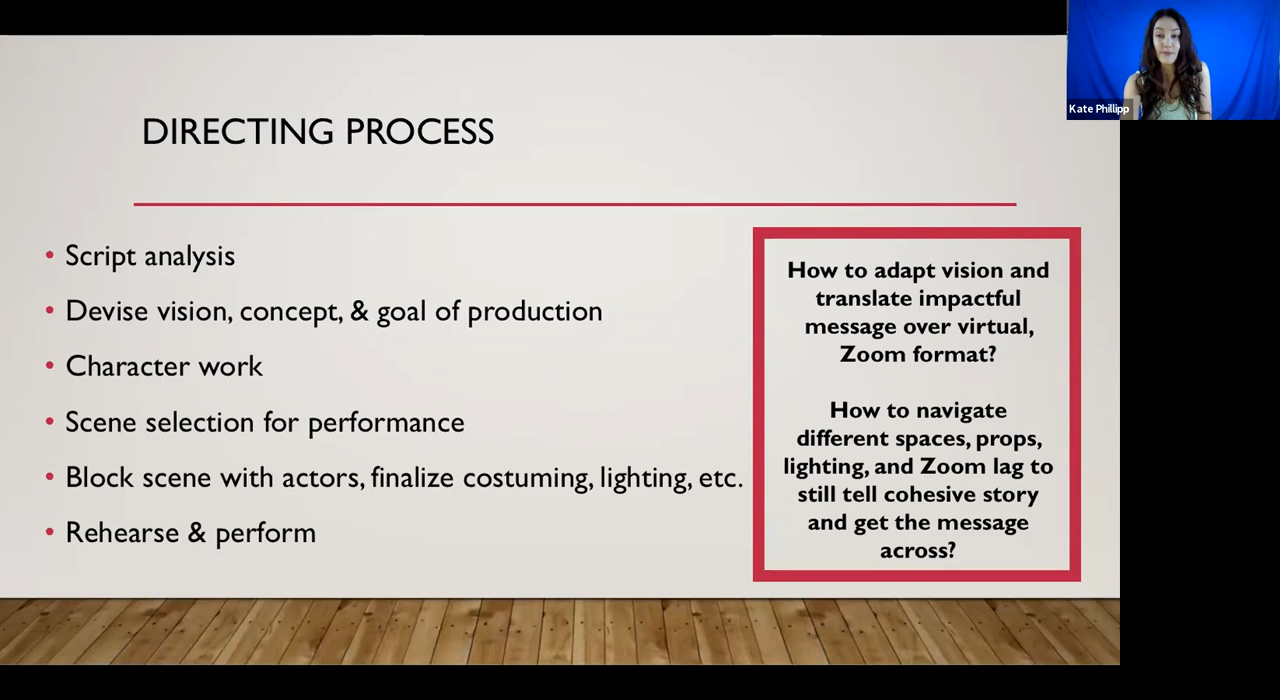 Kate Phillipp
DIRECTING PROCESS
• Script analysis
• Devise vision, concept, & goal of production
• Character work
• Scene selection for performance
• Block scene with actors, finalize costuming, lighting, etc.
• Rehearse & perform
How to adapt vision and
translate impactful
message over virtual,
Zoom format?
How to navigate
different spaces, props,
lighting, and Zoom lag to
still tell cohesive story
and get the message
across?